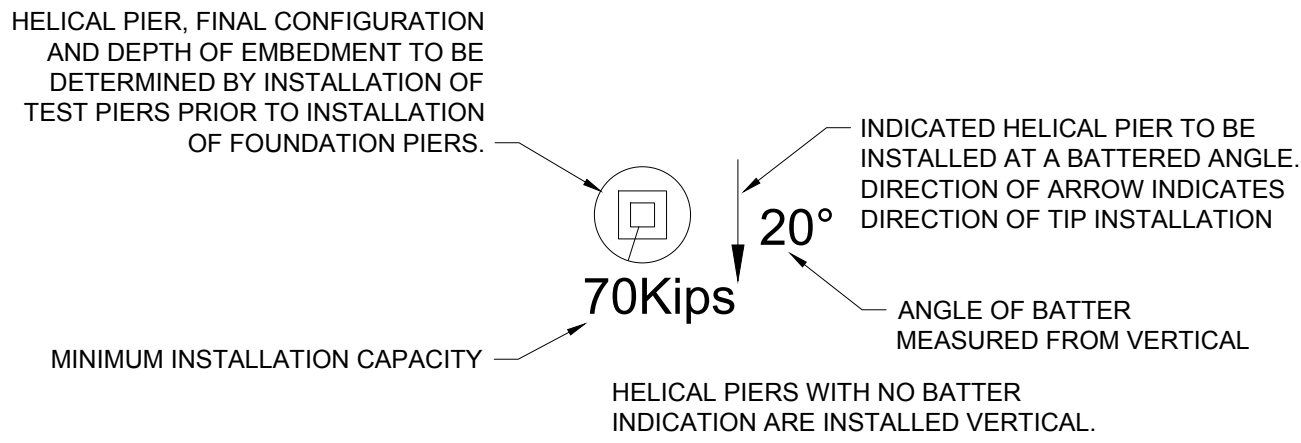 HELICAL PIER, FINAL CONFIGURATION
AND DEPTH OF EMBEDMENT TO BE
DETERMINED BY INSTALLATION OF
TEST PIERS PRIOR TO INSTALLATION
OF FOUNDATION PIERS.
INDICATED HELICAL PIER TO BE
INSTALLED AT A BATTERED ANGLE.
DIRECTION OF ARROW INDICATES
DIRECTION OF TIP INSTALLATION
20°
70Kips
ANGLE OF BATTER
MEASURED FROM VERTICAL
MINIMUM INSTALLATION CAPACITY
HELICAL PIERS WITH NO BATTER
INDICATION ARE INSTALLED VERTICAL.